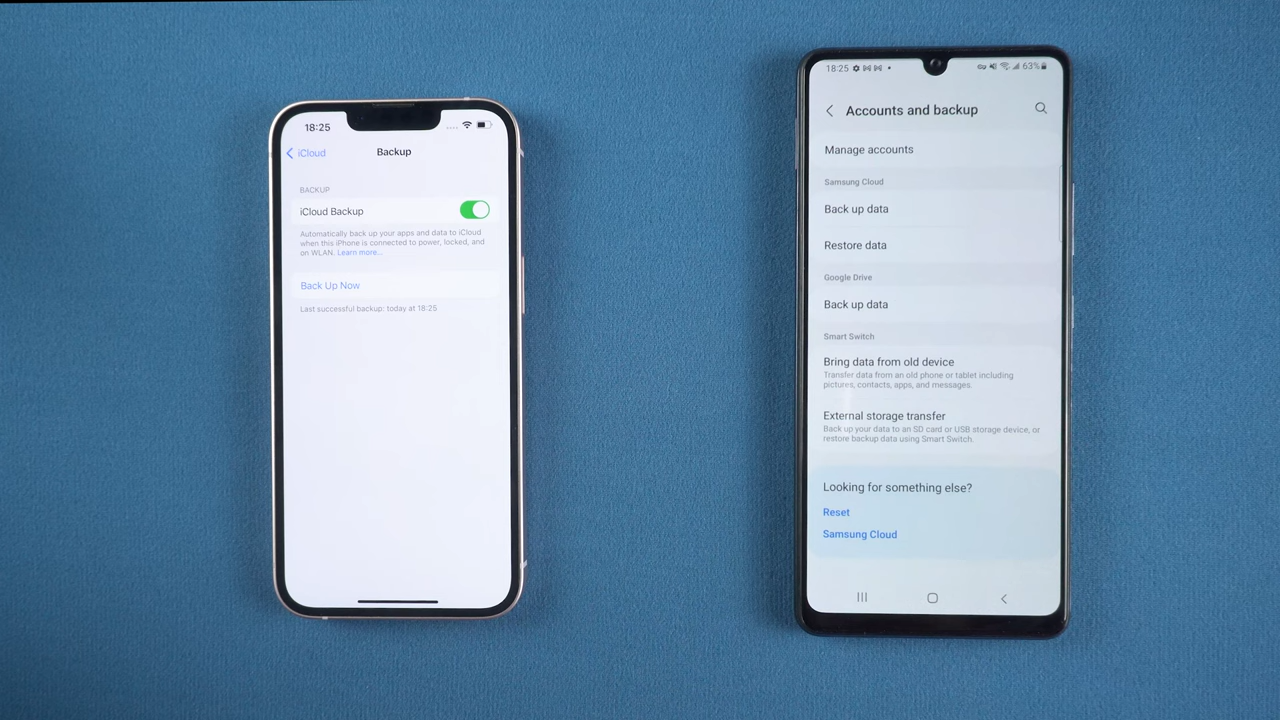 18:25
iCloud
Backup
BACKUP
iCloud Backup
Automatically back up your apps and data to iCloud
when this iPhone is connected to power, locked, and
on WLAN. Learn more...
Back Up Now
Last successful backup: today at 18:25
18:25
63%
Accounts and backup
Manage accounts
Samsung Cloud
Back up data
Restore data
Google Drive
Back up data
Smart Switch
Bring data from old device
Transfer data from an old phone or tablet including
pictures, contacts, apps, and messages.
External storage transfer
Back up your data to an SD card or USB storage device, or
restore backup data using Smart Switch.
Looking for something else?
Reset
Samsung Cloud